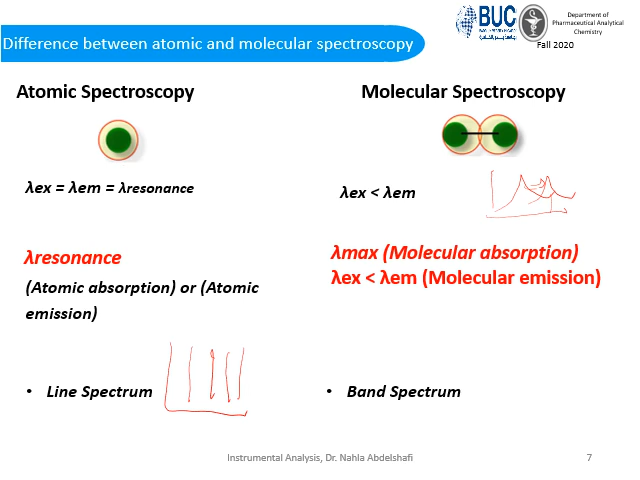 BUC
Department of
Pharmaceutical Analytical
Chemistry
Fall 2020
Difference between atomic and molecular spectroscopy
Atomic Spectroscopy
λex = λem = λresonance
λresonance
(Atomic absorption) or (Atomic
emission)
• Line Spectrum
Molecular Spectroscopy
λex < λem
λmax (Molecular absorption)
λex < λem (Molecular emission)
• Band Spectrum
Instrumental Analysis, Dr. Nahla Abdelshafi
7